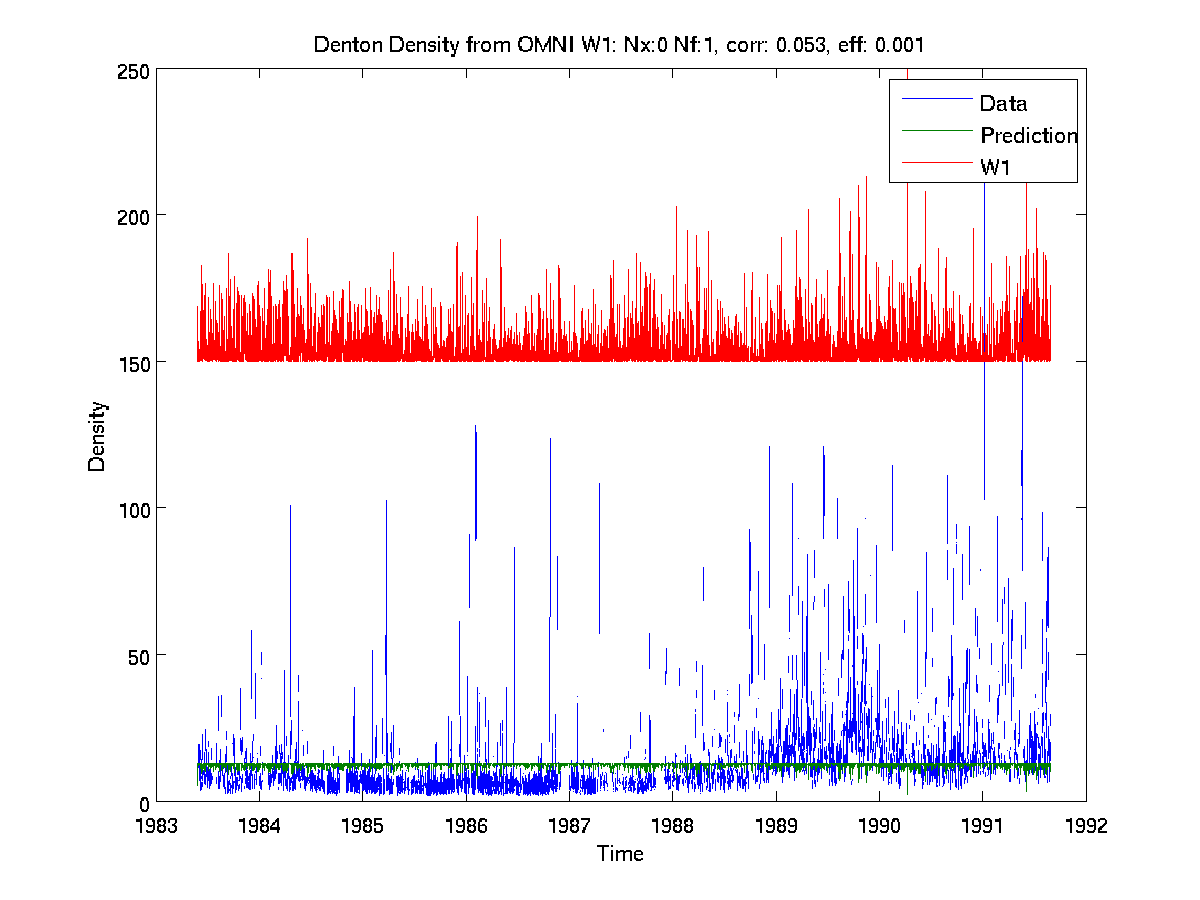 Denton Density from OMNI W1: Nx:0 Nf:1, corr: 0.053, eff: 0.001
250
200
150
100
50
0
Density
Data
Prediction
W1
1983 1984 1985 1986 1987 1988 1989 1990 1991 1992
Time